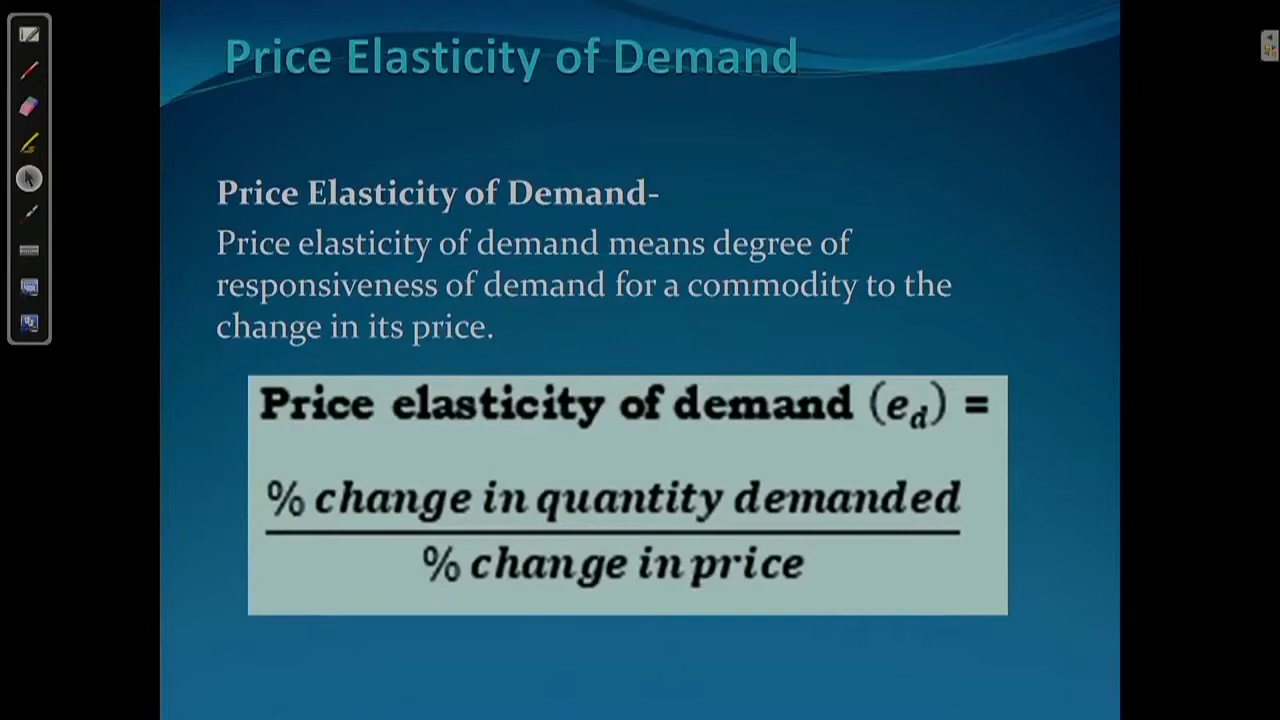 Price Elasticity of Demand
Price Elasticity of Demand-
Price elasticity of demand means degree of
responsiveness of demand for a commodity to the
change in its price.
Price elasticity of demand (e_d) =
% change in quantity demanded
% change in price